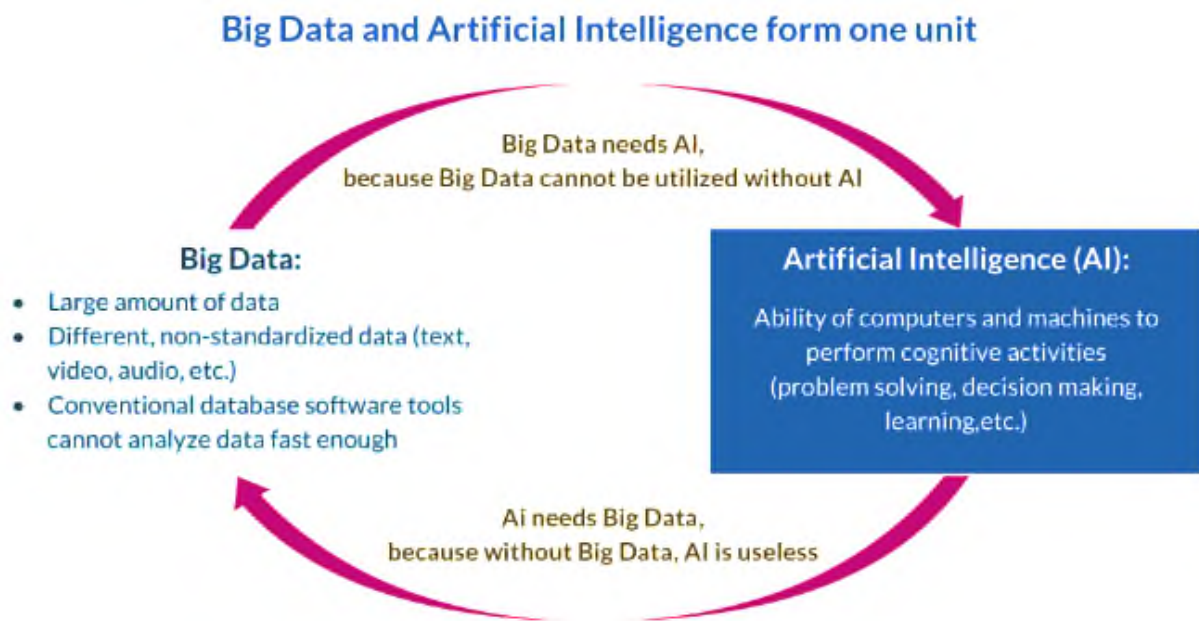 Big Data and Artificial Intelligence form one unit
Big Data needs AI,
because Big Data cannot be utilized without AI
Big Data:
• Large amount of data
• Different, non-standardized data (text,
video, audio, etc.)
• Conventional database software tools
cannot analyze data fast enough
Artificial Intelligence (AI):
Ability of computers and machines to
perform cognitive activities
(problem solving, decision making,
learning,etc.)
Ai needs Big Data,
because without Big Data, AI is useless